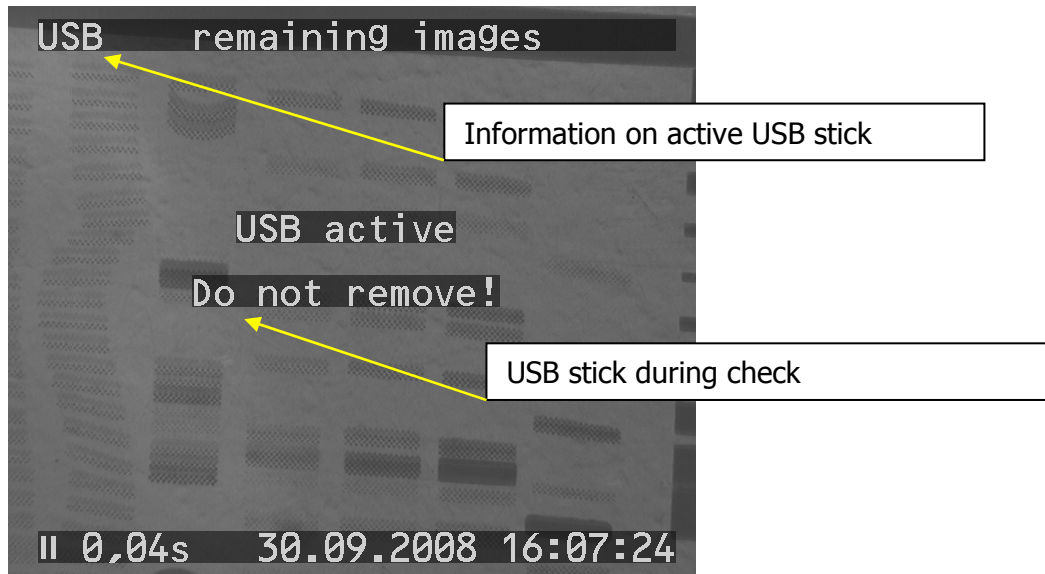 USB remaining images
Information on active USB stick
USB active
Do not remove!
USB stick during check
II 0,04s 30.09.2008 16:07:24